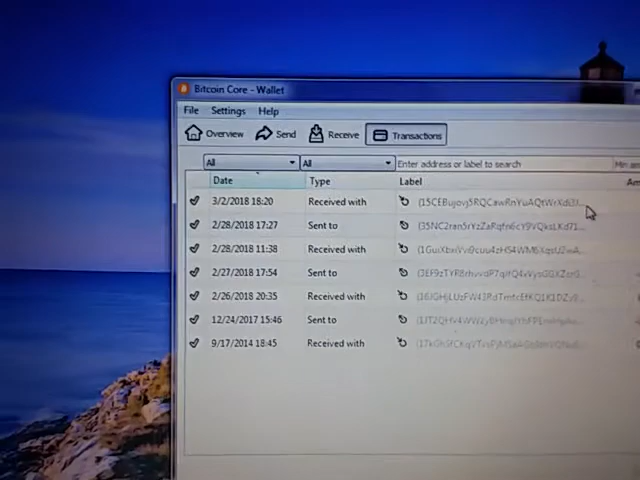 Bitcoin Core - Wallet
File Settings Help
Overview Send Receive Transactions
All All Enter address or label to search Min am
Date Type Label Am
3/2/2018 18:20 Received with
2/28/2018 17:27 Sent to
2/28/2018 11:38 Received with
2/27/2018 17:54 Sent to
2/26/2018 20:35 Received with
12/24/2017 15:46 Sent to
9/17/2014 18:45 Received with